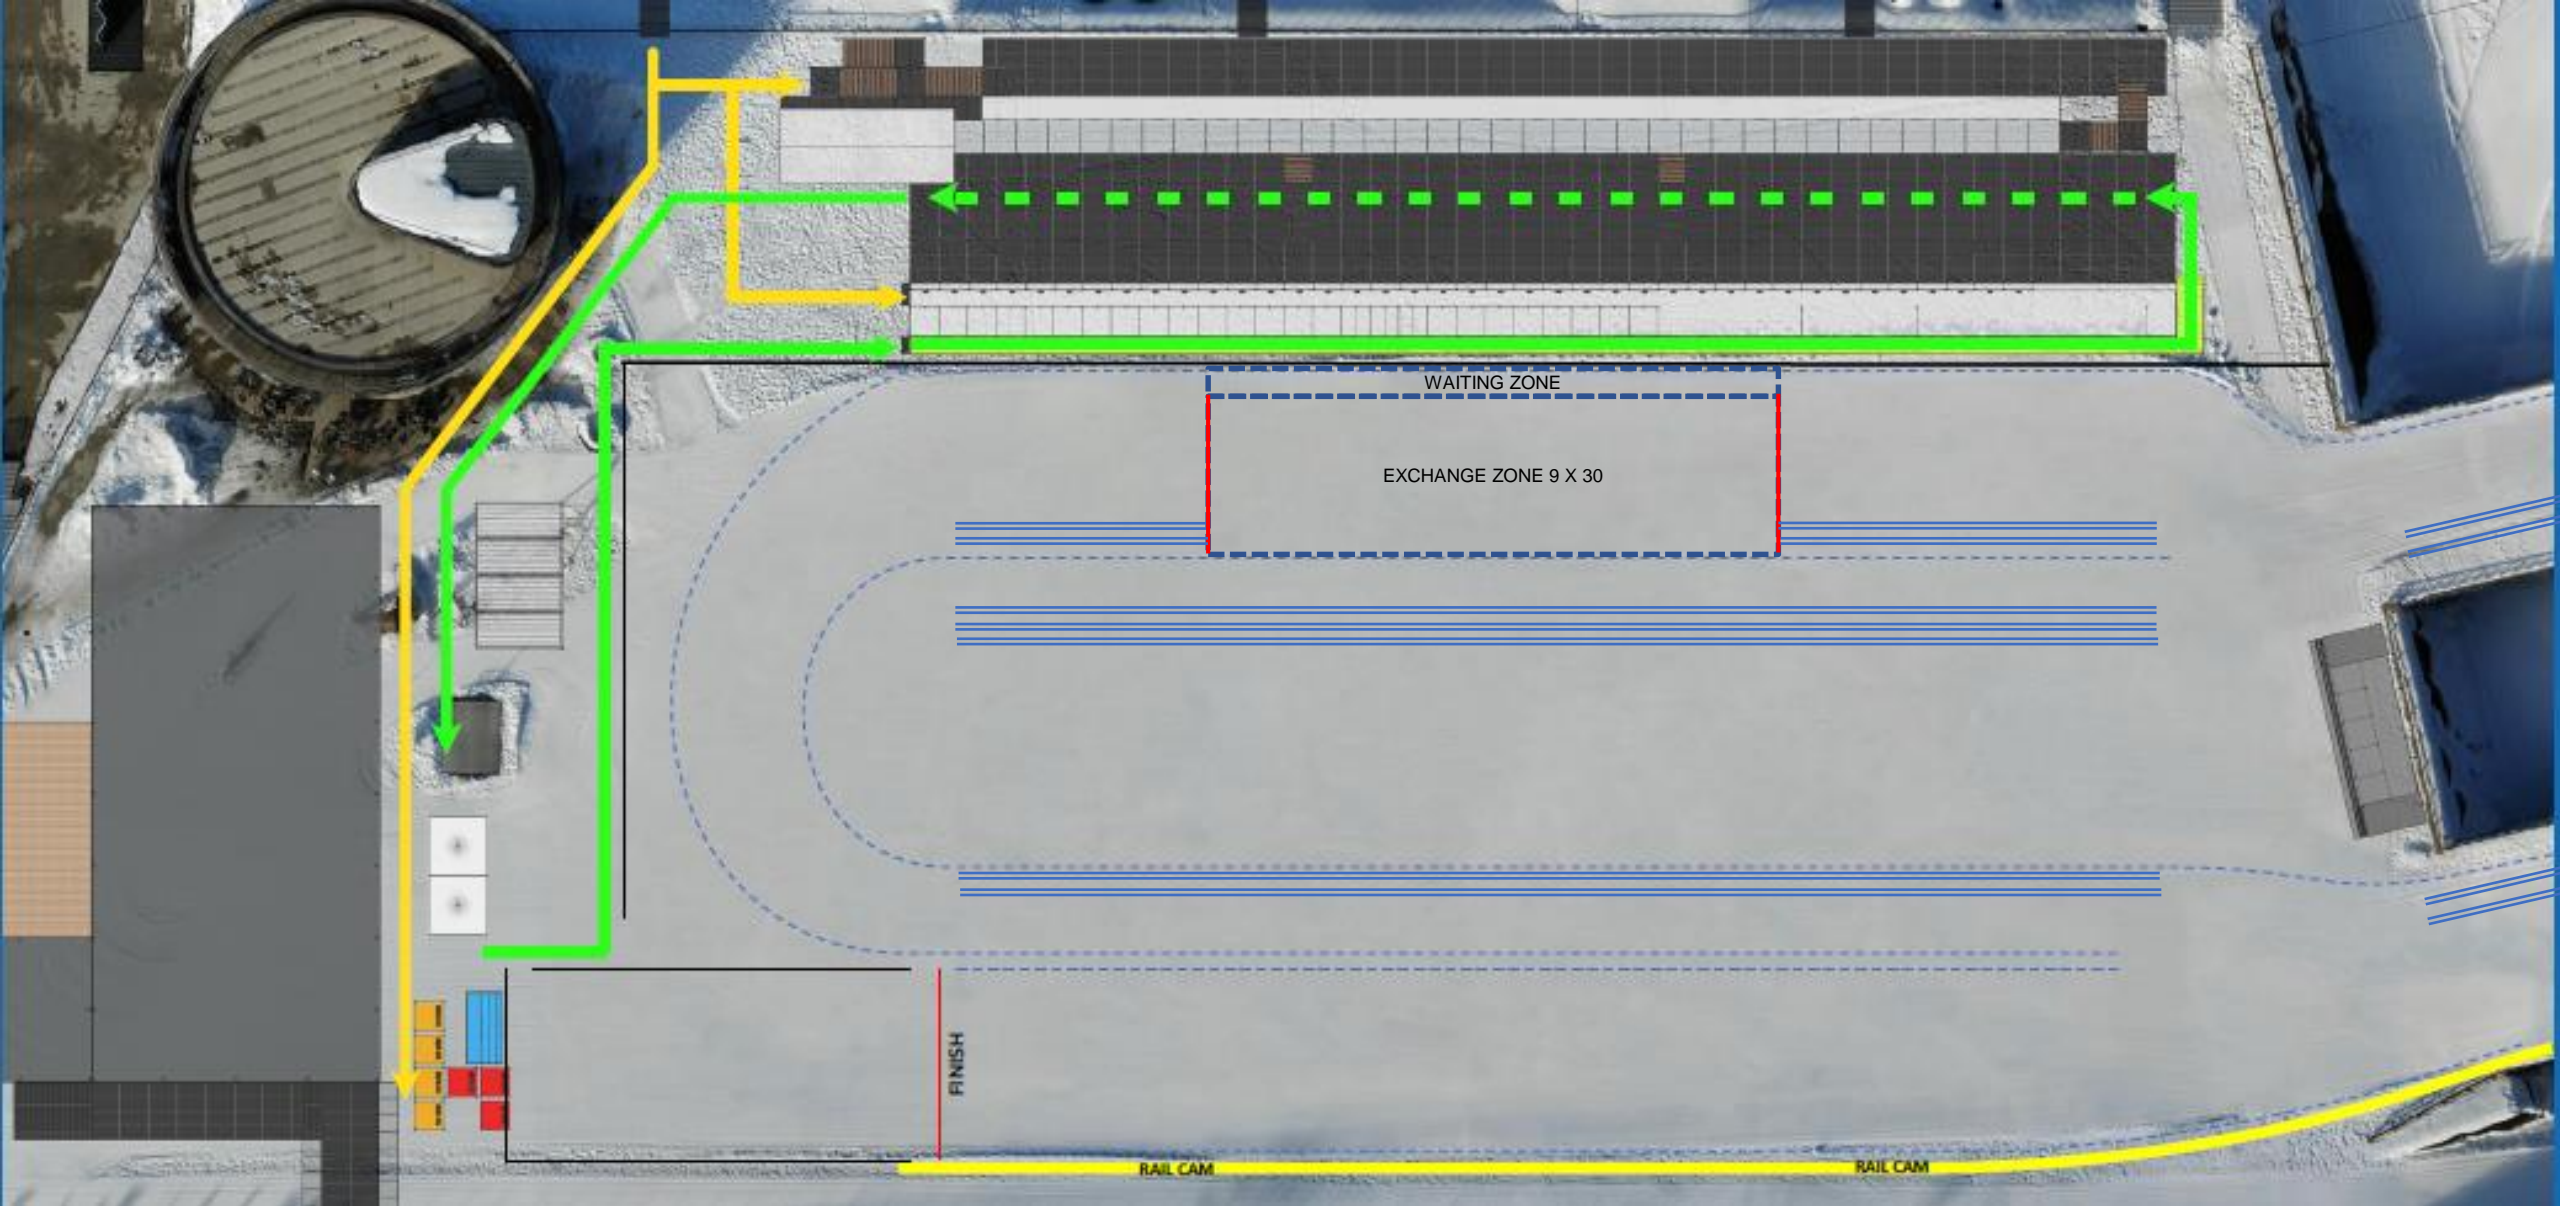 WAITING ZONE
EXCHANGE ZONE 9 X 30
FINISH
RAIL CAM
RAIL CAM